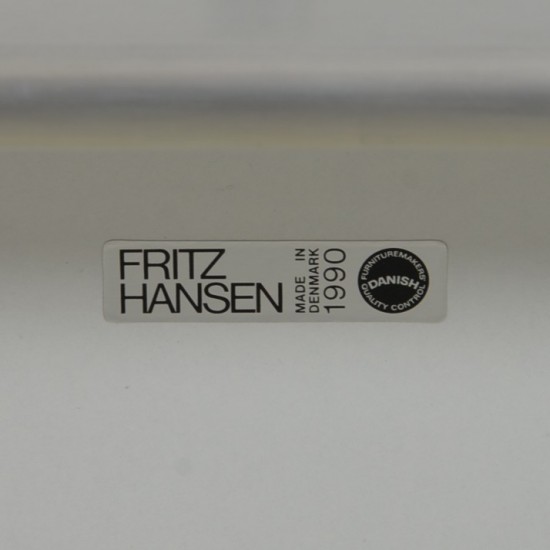 FRITZ
HANSEN
MADE IN
DENMARK
1990
FURNITUREMAKERS'
DANISH
QUALITY CONTROL